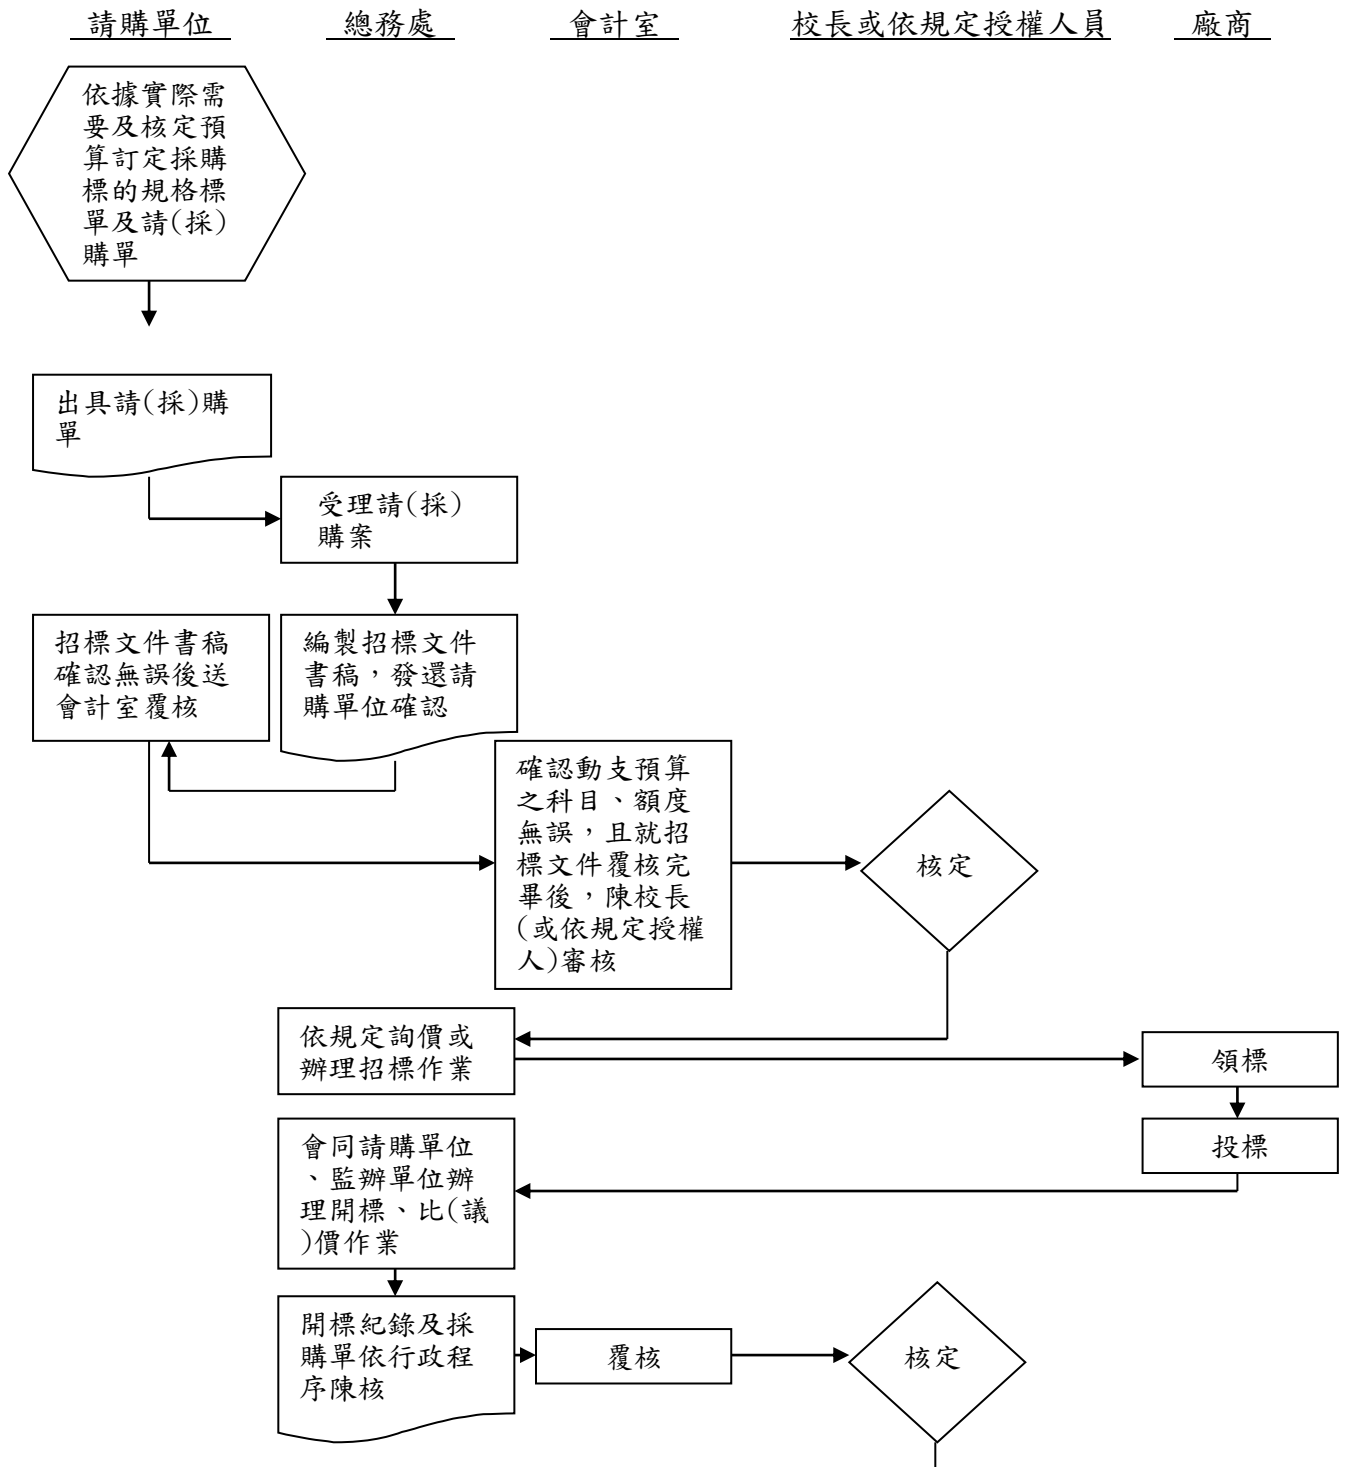 請購單位 總務處 會計室 校長或依規定授權人員 廠商
依據實際需
要及核定預
算訂定採購
標的規格標
單及請(採)
購單
出具請(採)購
單
受理請(採)
購案
招標文件書稿
確認無誤後送
會計室覆核
編製招標文件
書稿，發還請
購單位確認
確認動支預算
之科目、額度
無誤，且就招
標文件覆核完
畢後，陳校長
(或依規定授權
人)審核
核定
依規定詢價或
辦理招標作業
領標
投標
會同請購單位
、監辦單位辦
理開標、比(議
)價作業
開標紀錄及採
購單依行政程
序陳核
覆核
核定